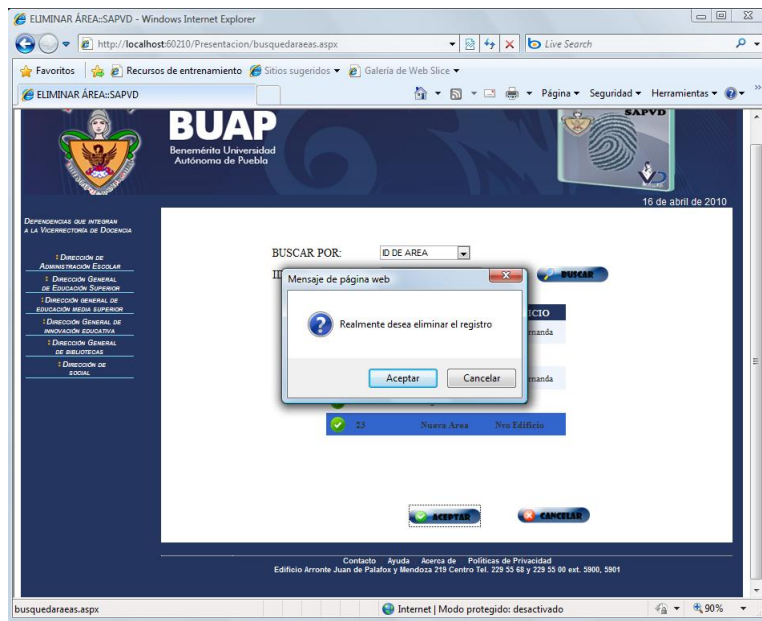 ELIMINAR ÁREA::SAPVD - Windows Internet Explorer
http://localhost:60210/Presentacion/busquedaraeas.aspx
Live Search
Favoritos
Recursos de entrenamiento
Sitios sugeridos
Galería de Web Slice
ELIMINAR ÁREA::SAPVD
Página
Seguridad
Herramientas
BUAP
Benemérita Universidad
Autónoma de Puebla
SAPVD
16 de abril de 2010
DEPENDENCIAS QUE INTEGRAN
A LA VICERRECTORÍA DE DOCENCIA
DIRECCIÓN DE
ADMINISTRACIÓN ESCOLAR
DIRECCIÓN GENERAL
DE EDUCACIÓN SUPERIOR
DIRECCIÓN GENERAL DE
EDUCACIÓN MEDIA SUPERIOR
DIRECCIÓN GENERAL DE
INNOVACIÓN EDUCATIVA
DIRECCIÓN GENERAL
DE BIBLIOTECAS
DIRECCIÓN DE
SOCIAL
BUSCAR POR:
ID DE AREA
BUSCAR
Mensaje de página web
Realmente desea eliminar el registro
Aceptar
Cancelar
ICIO
manda
manda
23 Nueva Area Nvo Edificio
ACEPTAR
CANCELAR
Contacto Ayuda Acerca de Políticas de Privacidad
Edificio Arronte Juan de Palafox y Mendoza 219 Centro Tel. 229 55 68 y 229 55 00 ext. 5900, 5901
busquedaraeas.aspx
Internet | Modo protegido: desactivado
90%